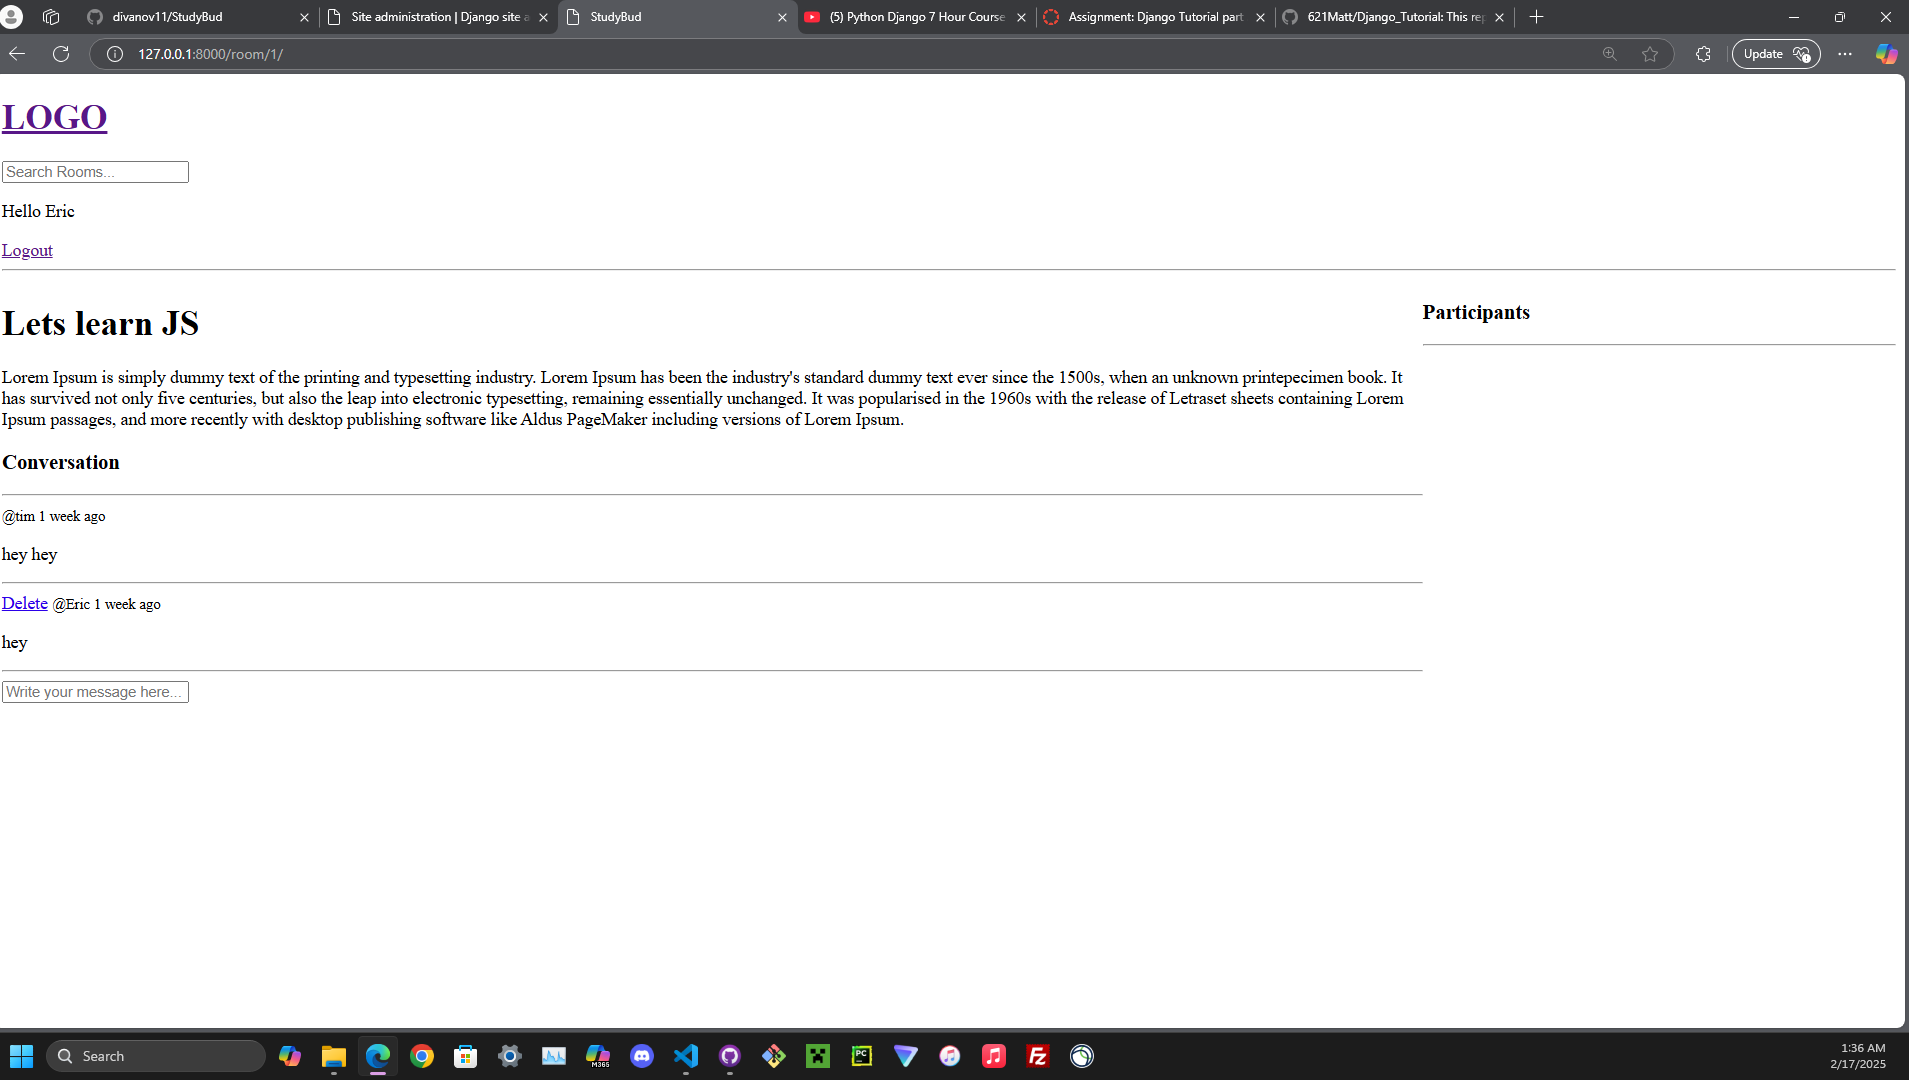 divanov11/StudyBud
Site administration | Django site a
StudyBud
(5) Python Django 7 Hour Course
Assignment: Django Tutorial part
621Matt/Django_Tutorial: This rep
127.0.0.1:8000/room/1/
Update
LOGO
Search Rooms...
Hello Eric
Logout
Lets learn JS
Participants
Lorem Ipsum is simply dummy text of the printing and typesetting industry. Lorem Ipsum has been the industry's standard dummy text ever since the 1500s, when an unknown printepecimen book. It
has survived not only five centuries, but also the leap into electronic typesetting, remaining essentially unchanged. It was popularised in the 1960s with the release of Letraset sheets containing Lorem
Ipsum passages, and more recently with desktop publishing software like Aldus PageMaker including versions of Lorem Ipsum.
Conversation
@tim 1 week ago
hey hey
Delete @Eric 1 week ago
hey
Write your message here...
Search
M365
PC
Fz
1:36 AM
2/17/2025